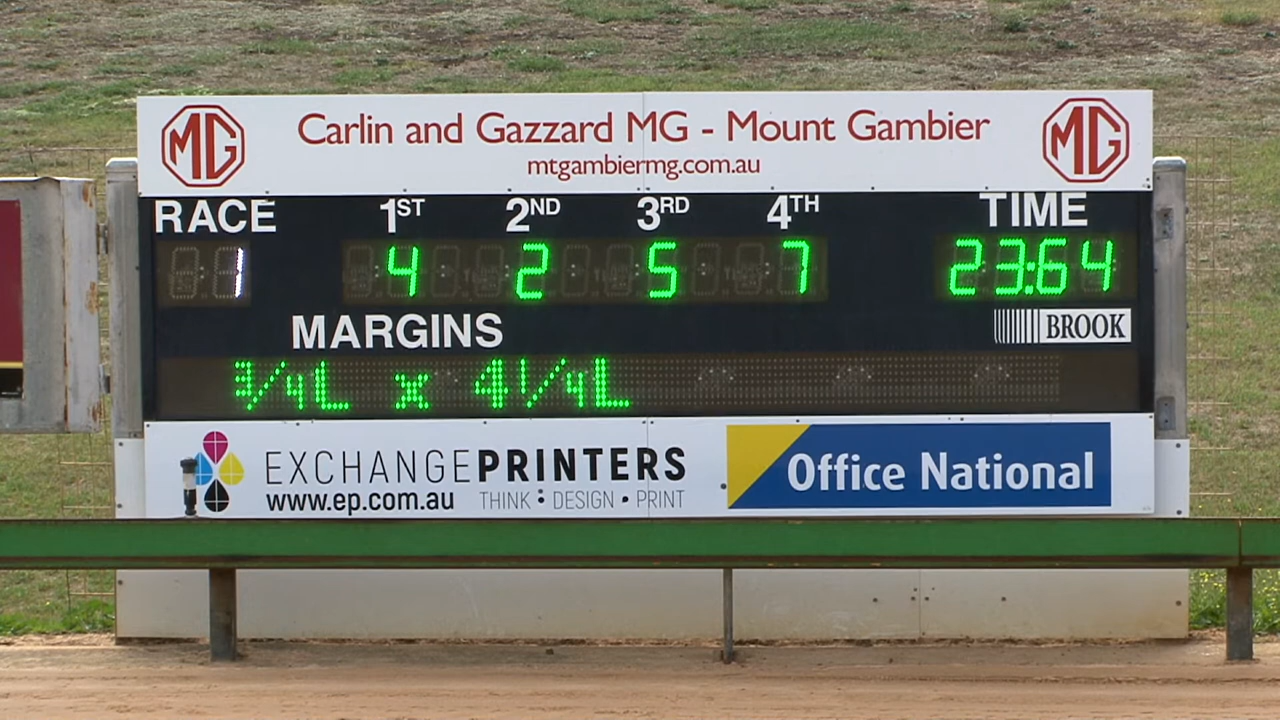 MG Carlin and Gazzard MG - Mount Gambier MG
mtgambiermg.com.au
RACE 1ST 2ND 3RD 4TH TIME
1 4 2 5 7 23:64
MARGINS BROOK
3/4L x 4 1/4L
EXCHANGEPRINTERS Office National
www.ep.com.au THINK • DESIGN • PRINT